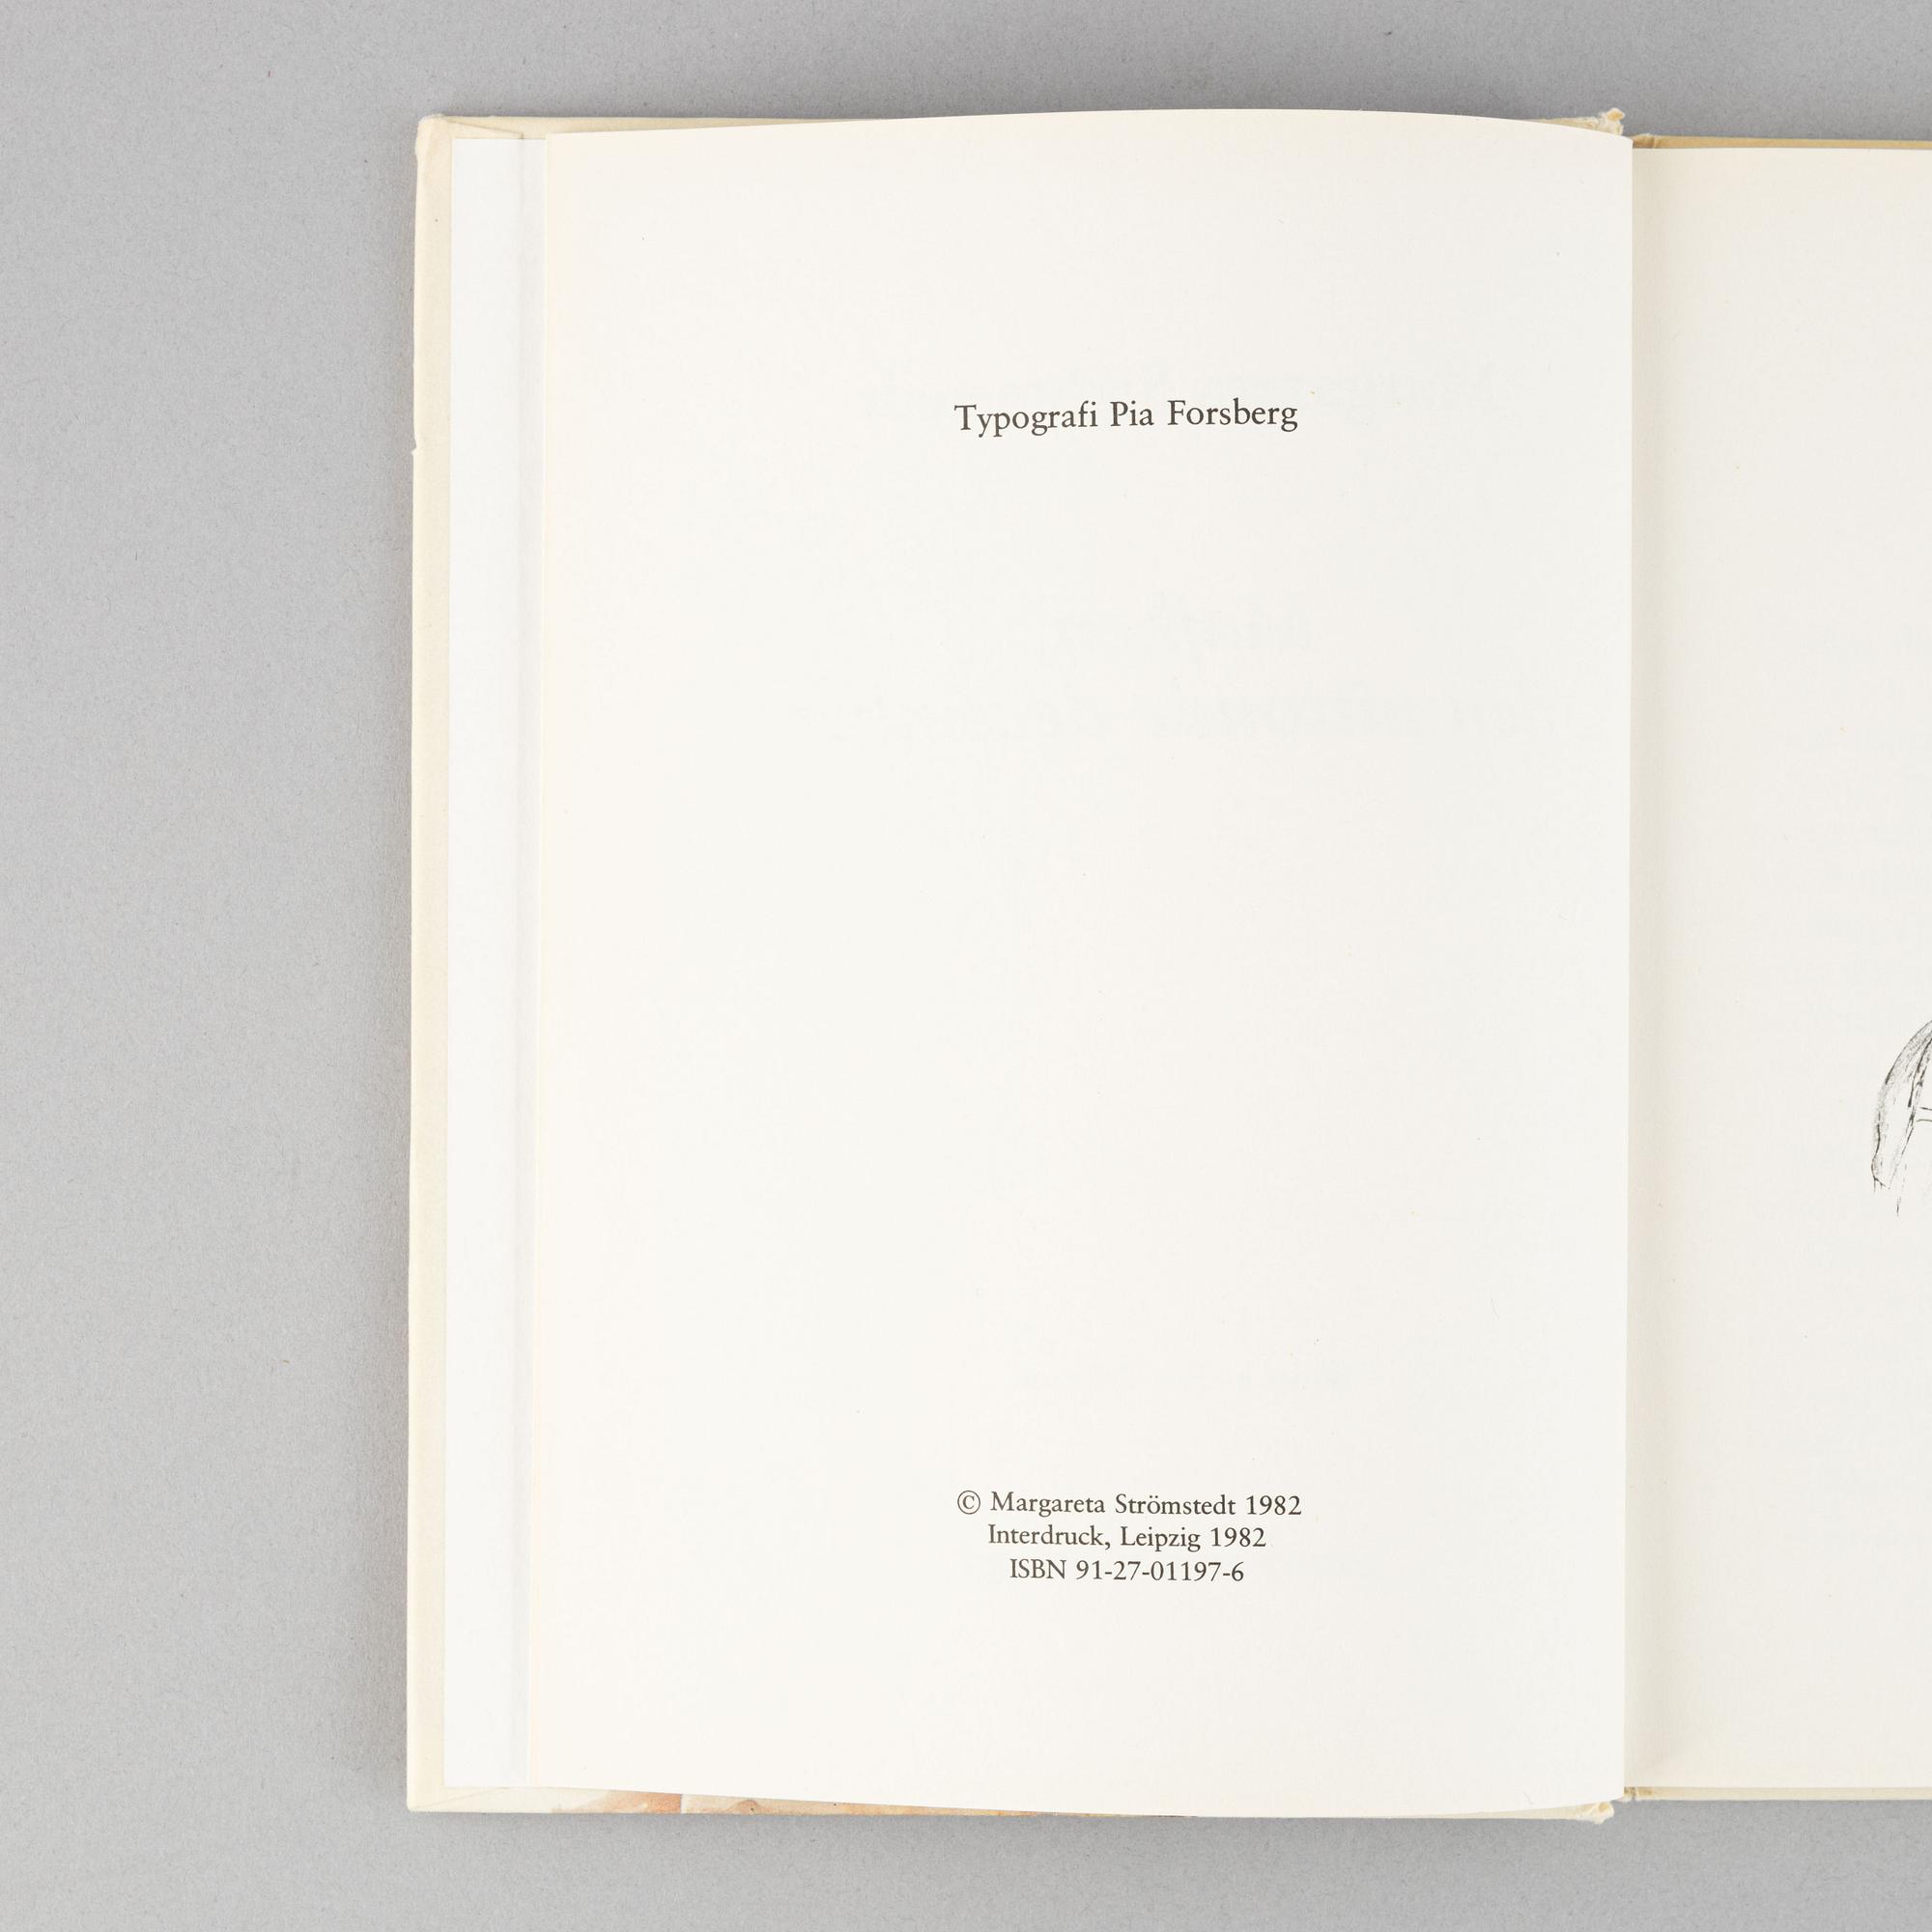 Typografi Pia Forsberg
© Margareta Strömstedt 1982
Interdruck, Leipzig 1982
ISBN 91-27-01197-6